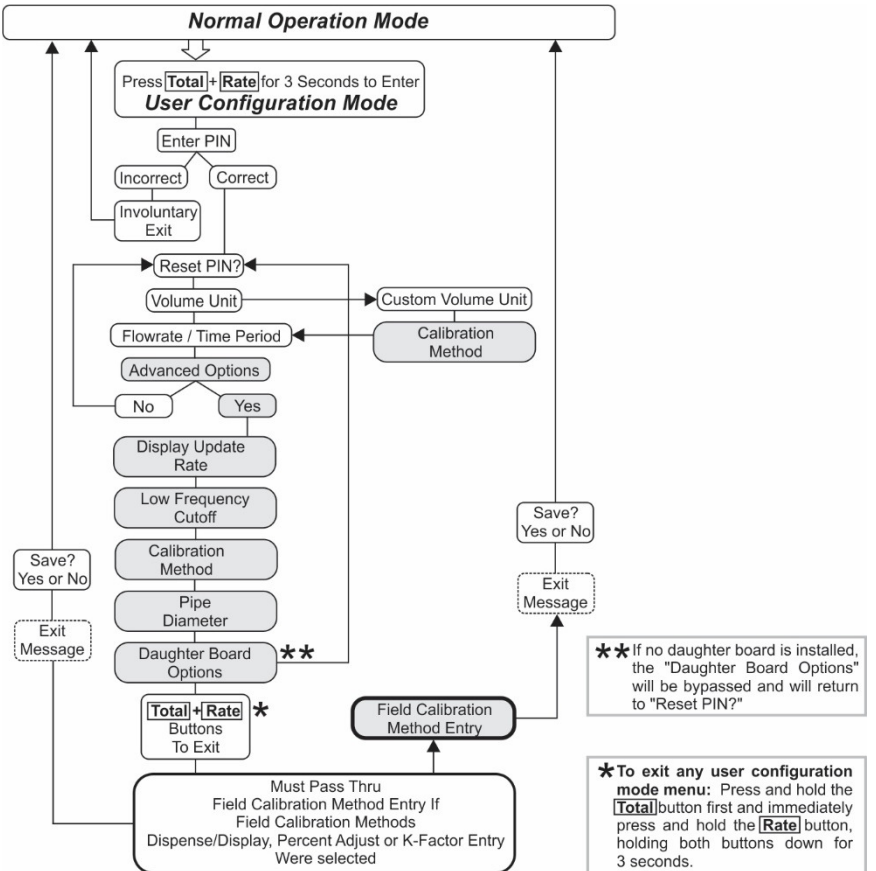 Normal Operation Mode
Press Total + Rate for 3 Seconds to Enter
User Configuration Mode
Enter PIN
Incorrect
Correct
Involuntary
Exit
Reset PIN?
Volume Unit
Custom Volume Unit
Flowrate / Time Period
Calibration
Method
Advanced Options
No
Yes
Display Update
Rate
Low Frequency
Cutoff
Calibration
Method
Pipe
Diameter
Daughter Board
Options
**
Total + Rate
Buttons
To Exit
*
Must Pass Thru
Field Calibration Method Entry If
Field Calibration Methods
Dispense/Display, Percent Adjust or K-Factor Entry
Were selected
Save?
Yes or No
Exit
Message
Field Calibration
Method Entry
Save?
Yes or No
Exit
Message
** If no daughter board is installed,
the "Daughter Board Options"
will be bypassed and will return
to "Reset PIN?"
* To exit any user configuration
mode menu: Press and hold the
Total button first and immediately
press and hold the Rate button,
holding both buttons down for
3 seconds.